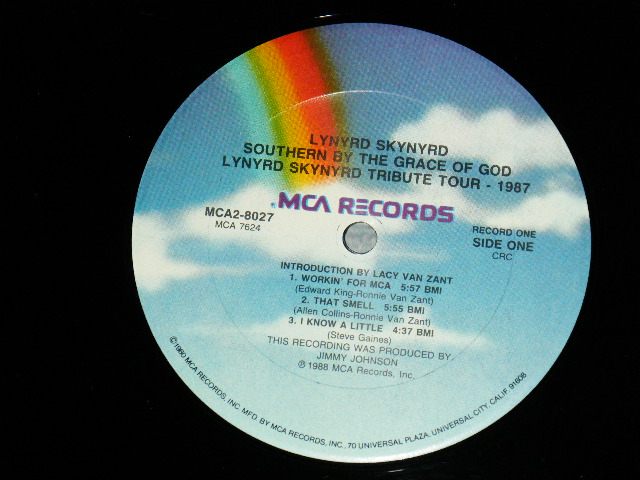 LYNYRD SKYNYRD
SOUTHERN BY THE GRACE OF GOD
LYNYRD SKYNYRD TRIBUTE TOUR - 1987
MCA RECORDS
MCA2-8027
MCA 7624
RECORD ONE
SIDE ONE
CRC
INTRODUCTION BY LACY VAN ZANT
1. WORKIN' FOR MCA 5:57 BMI
(Edward King-Ronnie Van Zant)
2. THAT SMELL 5:55 BMI
(Allen Collins-Ronnie Van Zant)
3. I KNOW A LITTLE 4:37 BMI
(Steve Gaines)
THIS RECORDING WAS PRODUCED BY:
JIMMY JOHNSON
℗ 1988 MCA Records, Inc.
©1980 MCA RECORDS, INC. MFD. BY MCA RECORDS, INC., 70 UNIVERSAL PLAZA, UNIVERSAL CITY, CALIF. 91608